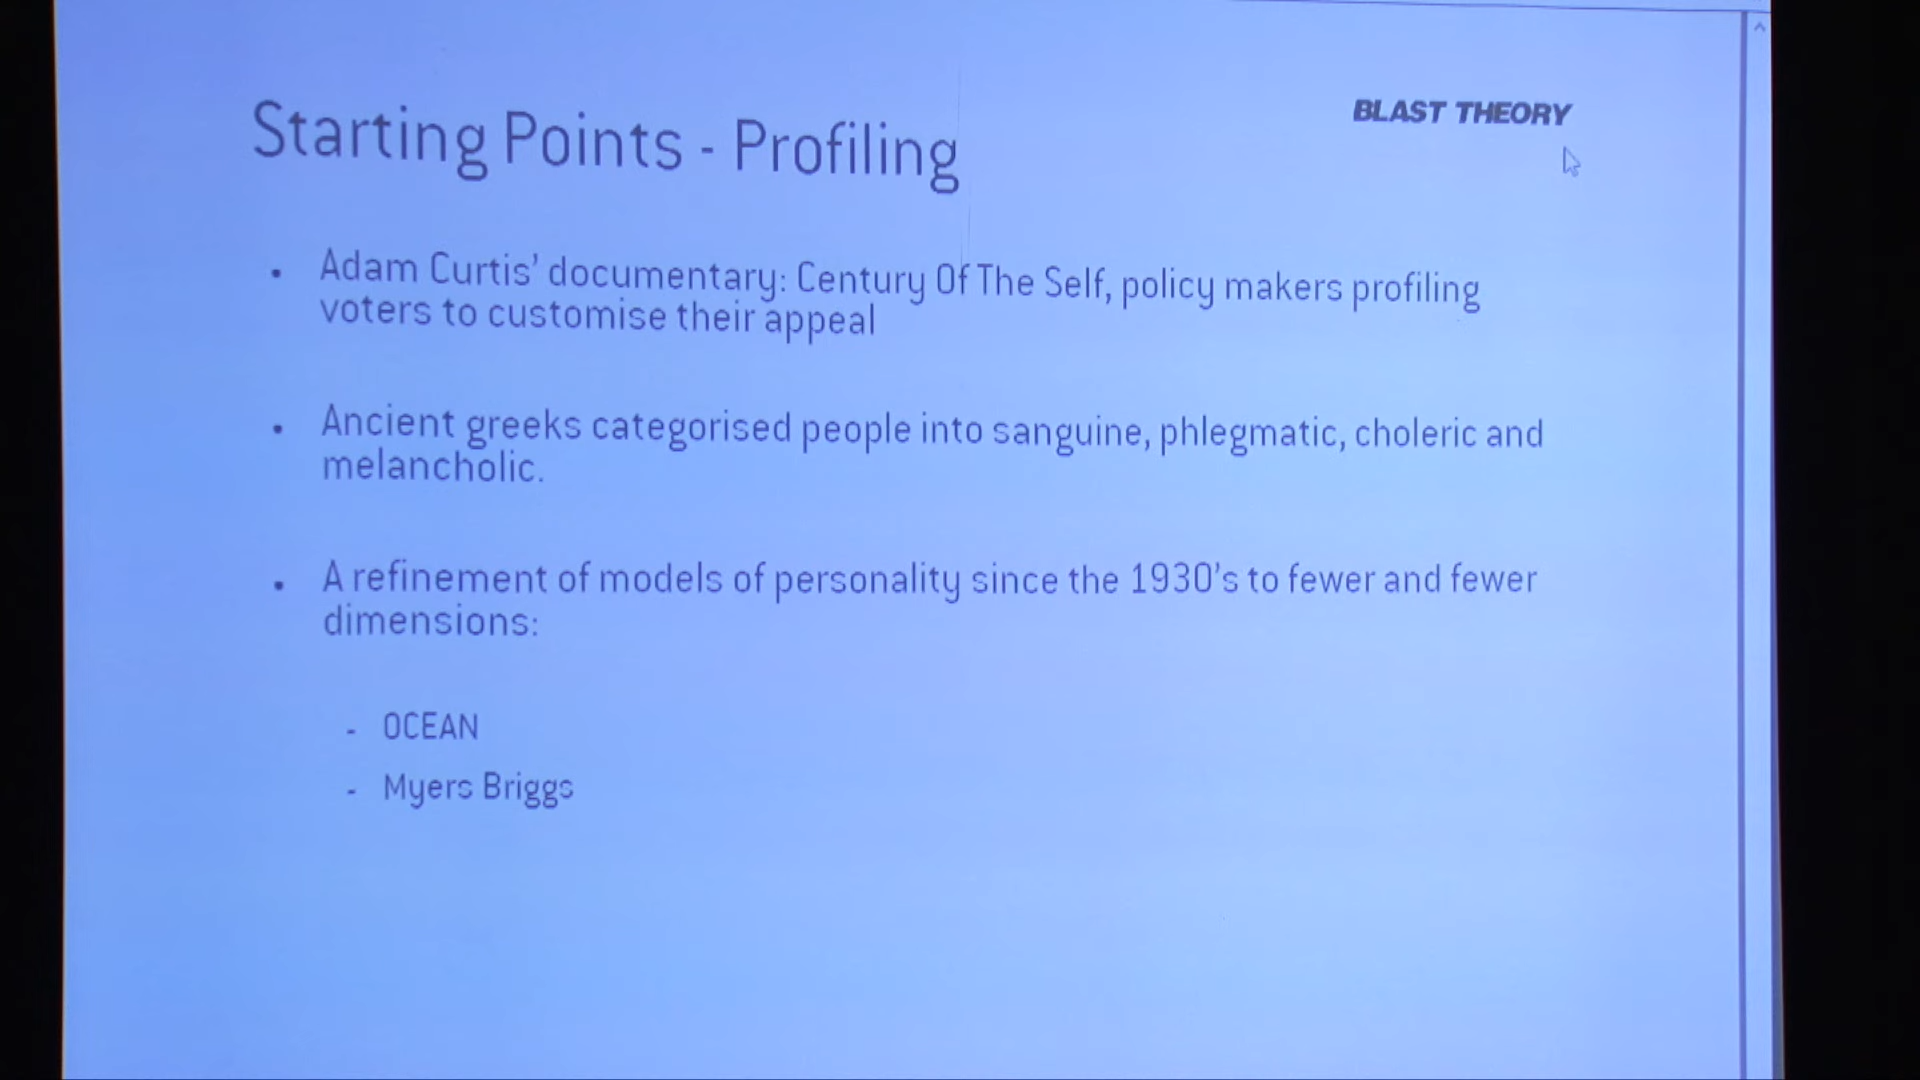 Starting Points - Profiling
BLAST THEORY
• Adam Curtis' documentary: Century Of The Self, policy makers profiling
voters to customise their appeal
• Ancient greeks categorised people into sanguine, phlegmatic, choleric and
melancholic.
• A refinement of models of personality since the 1930's to fewer and fewer
dimensions:
- OCEAN
- Myers Briggs